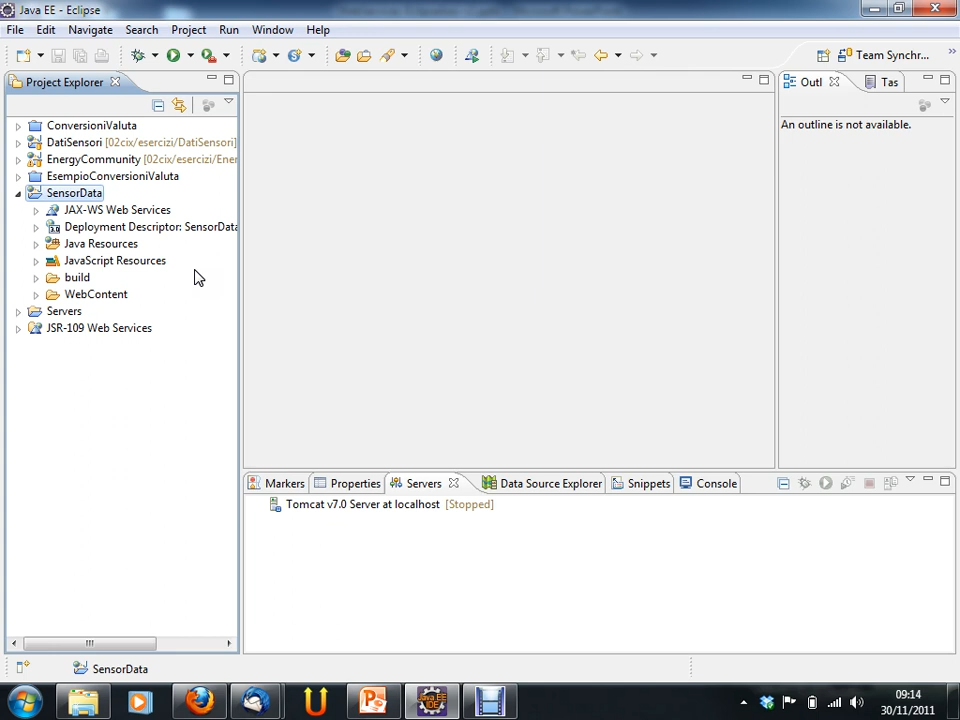 Java EE - Eclipse
File Edit Navigate Search Project Run Window Help
Team Synchr...
Project Explorer
Outl Tas
An outline is not available.
ConversioniValuta
DatiSensori [02cix/esercizi/DatiSensori]
EnergyCommunity [02cix/esercizi/Ener
EsempioConversioniValuta
SensorData
JAX-WS Web Services
Deployment Descriptor: SensorData
Java Resources
JavaScript Resources
build
WebContent
Servers
JSR-109 Web Services
Markers Properties Servers Data Source Explorer Snippets Console
Tomcat v7.0 Server at localhost [Stopped]
SensorData
Java EE
IDE
09:14
30/11/2011